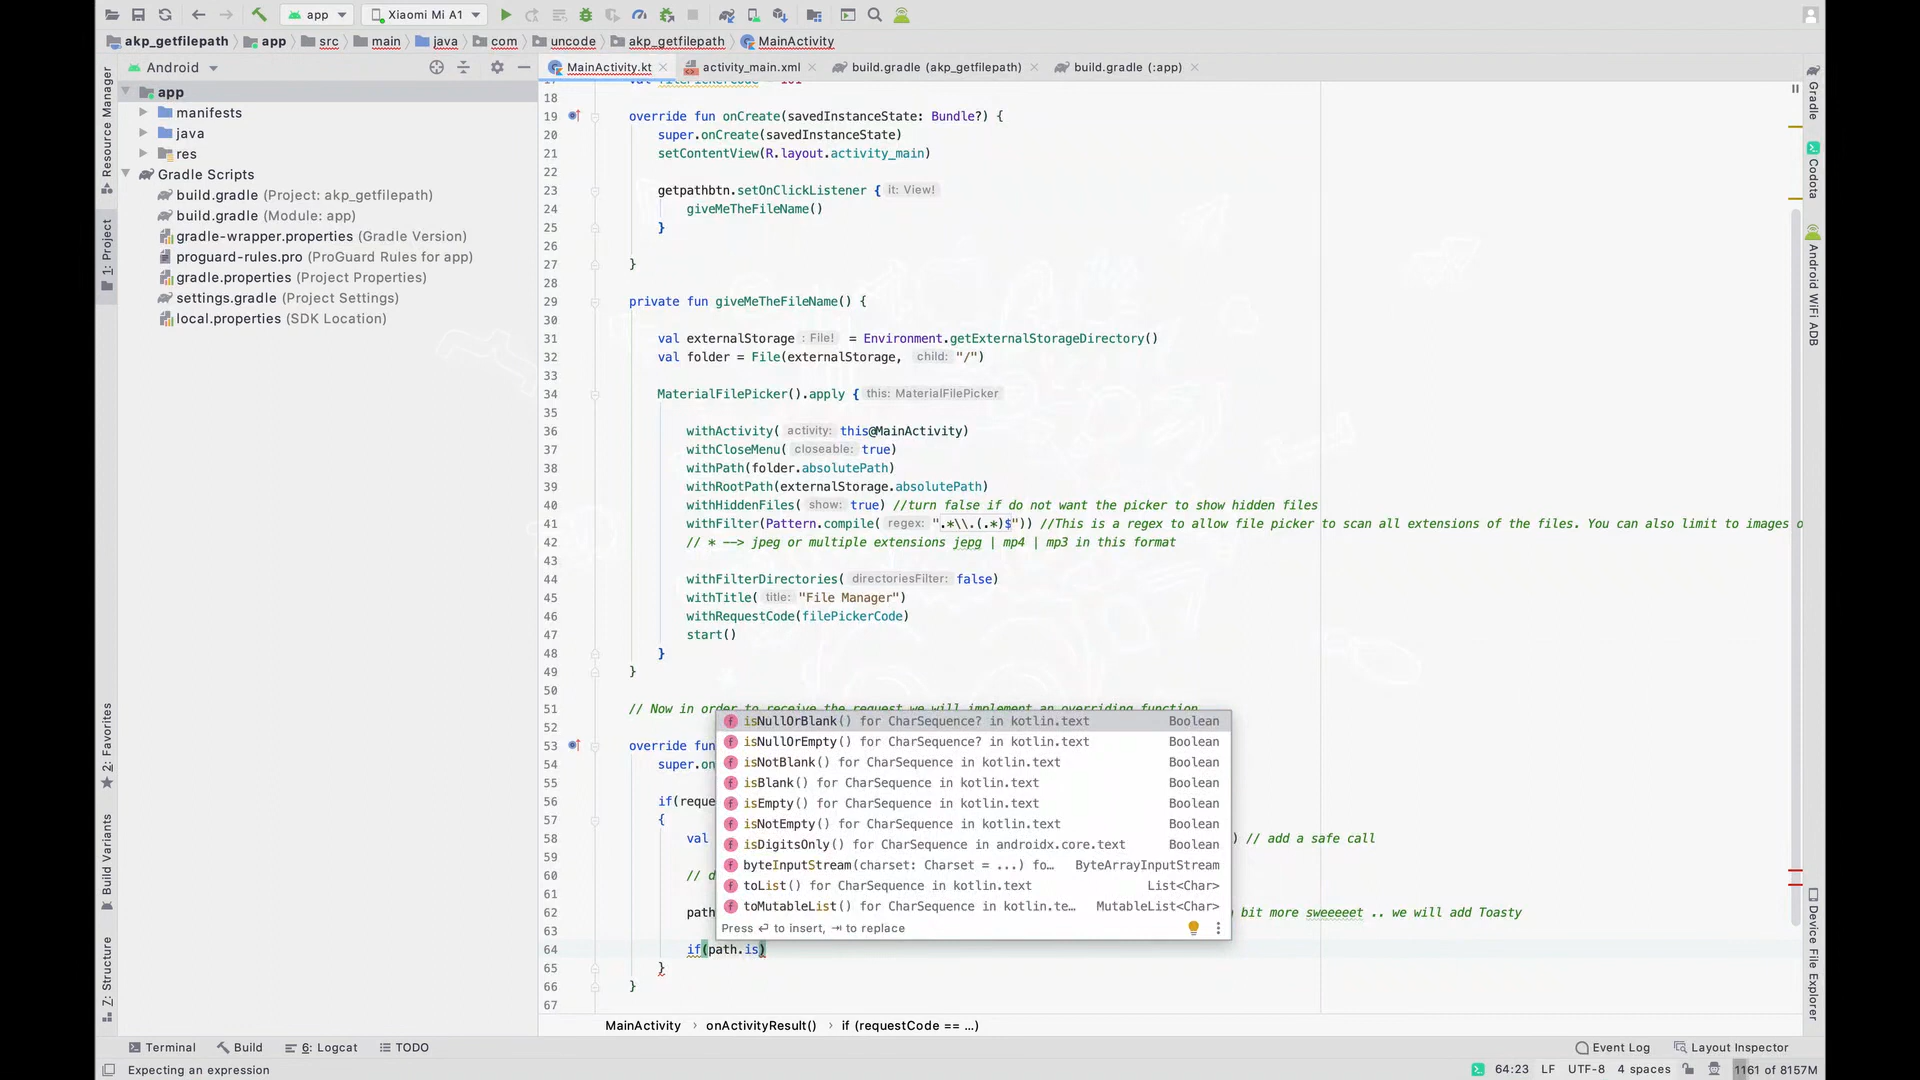 app
Xiaomi Mi A1
akp_getfilepath
app
src
main
java
com
uncode
akp_getfilepath
MainActivity
Android
MainActivity.kt
activity_main.xml
build.gradle (akp_getfilepath)
build.gradle (:app)
app
manifests
java
res
Gradle Scripts
build.gradle (Project: akp_getfilepath)
build.gradle (Module: app)
gradle-wrapper.properties (Gradle Version)
proguard-rules.pro (ProGuard Rules for app)
gradle.properties (Project Properties)
settings.gradle (Project Settings)
local.properties (SDK Location)
Resource Manager
1: Project
2: Favorites
Build Variants
Z: Structure
18
19 override fun onCreate(savedInstanceState: Bundle?) {
20 super.onCreate(savedInstanceState)
21 setContentView(R.layout.activity_main)
22
23 getpathbtn.setOnClickListener { it: View!
24 giveMeTheFileName()
25 }
26
27 }
28
29 private fun giveMeTheFileName() {
30
31 val externalStorage : File! = Environment.getExternalStorageDirectory()
32 val folder = File(externalStorage, child: "/")
33
34 MaterialFilePicker().apply { this: MaterialFilePicker
35
36 withActivity( activity: this@MainActivity)
37 withCloseMenu( closeable: true)
38 withPath(folder.absolutePath)
39 withRootPath(externalStorage.absolutePath)
40 withHiddenFiles( show: true) //turn false if do not want the picker to show hidden files
41 withFilter(Pattern.compile( regex: ".*\\.(.*)$")) //This is a regex to allow file picker to scan all extensions of the files. You can also limit to images o
42 // * --> jpeg or multiple extensions jepg | mp4 | mp3 in this format
43
44 withFilterDirectories( directoriesFilter: false)
45 withTitle( title: "File Manager")
46 withRequestCode(filePickerCode)
47 start()
48 }
49 }
50
51 // Now in order to receive the request we will implement an overriding function
52
53 override fun
54 super.on
55
56 if(reque
57 {
58 val ) // add a safe call
59
60 // d
61
62 path bit more sweeeeet .. we will add Toasty
63
64 if(path.is)
65 }
66 }
67
isNullOrBlank() for CharSequence? in kotlin.text Boolean
isNullOrEmpty() for CharSequence? in kotlin.text Boolean
isNotBlank() for CharSequence in kotlin.text Boolean
isBlank() for CharSequence in kotlin.text Boolean
isEmpty() for CharSequence in kotlin.text Boolean
isNotEmpty() for CharSequence in kotlin.text Boolean
isDigitsOnly() for CharSequence in androidx.core.text Boolean
byteInputStream(charset: Charset = ...) fo… ByteArrayInputStream
toList() for CharSequence in kotlin.text List<Char>
toMutableList() for CharSequence in kotlin.te… MutableList<Char>
Press ↩ to insert, ⇥ to replace
MainActivity › onActivityResult() › if (requestCode == …)
Gradle
Codota
Android WiFi ADB
Device File Explorer
Terminal
Build
6: Logcat
TODO
Event Log
Layout Inspector
Expecting an expression
64:23
LF
UTF-8
4 spaces
1161 of 8157M